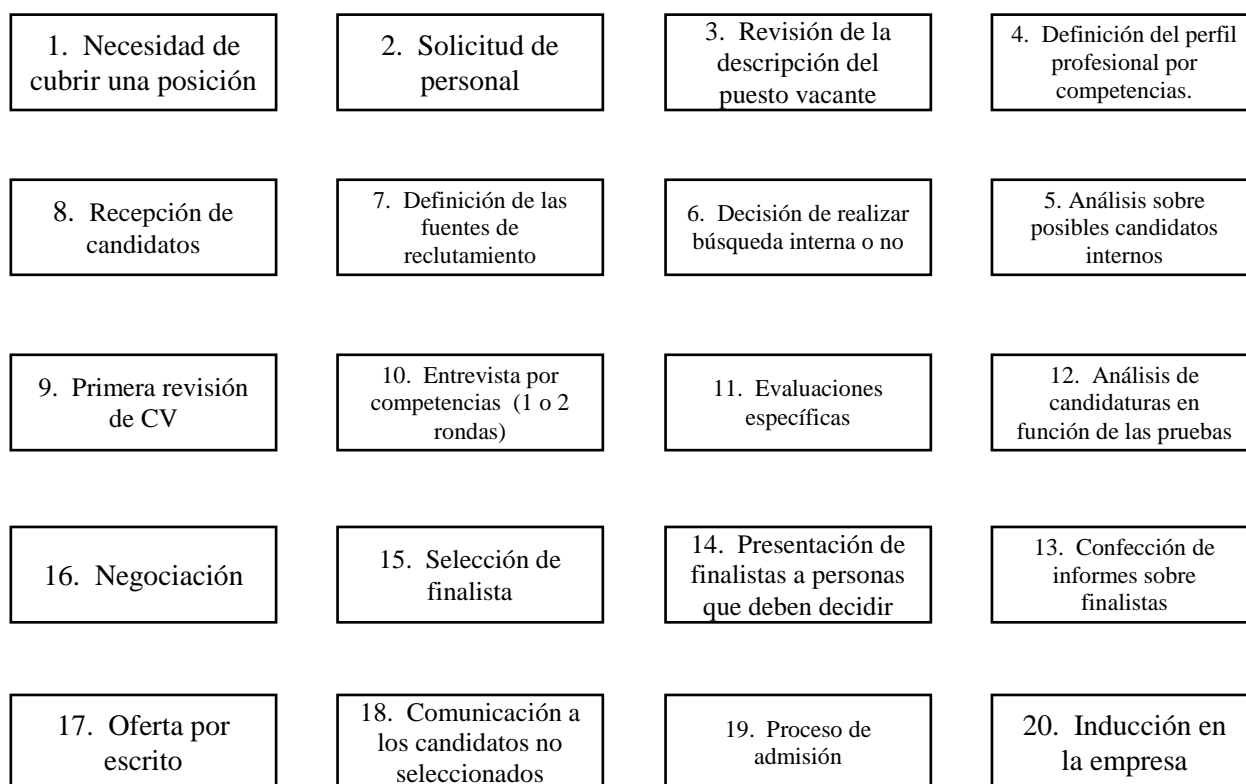 1.  Necesidad de
cubrir una posición
2.  Solicitud de
personal
3.  Revisión de la
descripción del
puesto vacante
4.  Definición del perfil
profesional por
competencias.
8.  Recepción de
candidatos
7.  Definición de las
fuentes de
reclutamiento
6.  Decisión de realizar
búsqueda interna o no
5. Análisis sobre
posibles candidatos
internos
9.  Primera revisión
de CV
10.  Entrevista por
competencias  (1 o 2
rondas)
11.  Evaluaciones
específicas
12.  Análisis de
candidaturas en
función de las pruebas
16.  Negociación
15.  Selección de
finalista
14.  Presentación de
finalistas a personas
que deben decidir
13.  Confección de
informes sobre
finalistas
17.  Oferta por
escrito
18.  Comunicación a
los candidatos no
seleccionados
19.  Proceso de
admisión
20.  Inducción en
la empresa